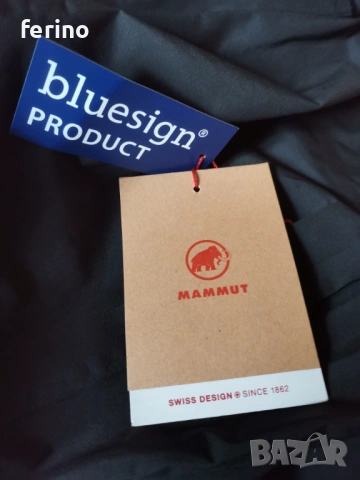 ferino
bluesign®
PRODUCT
MAMMUT
SWISS DESIGN SINCE 1862
BAZAR